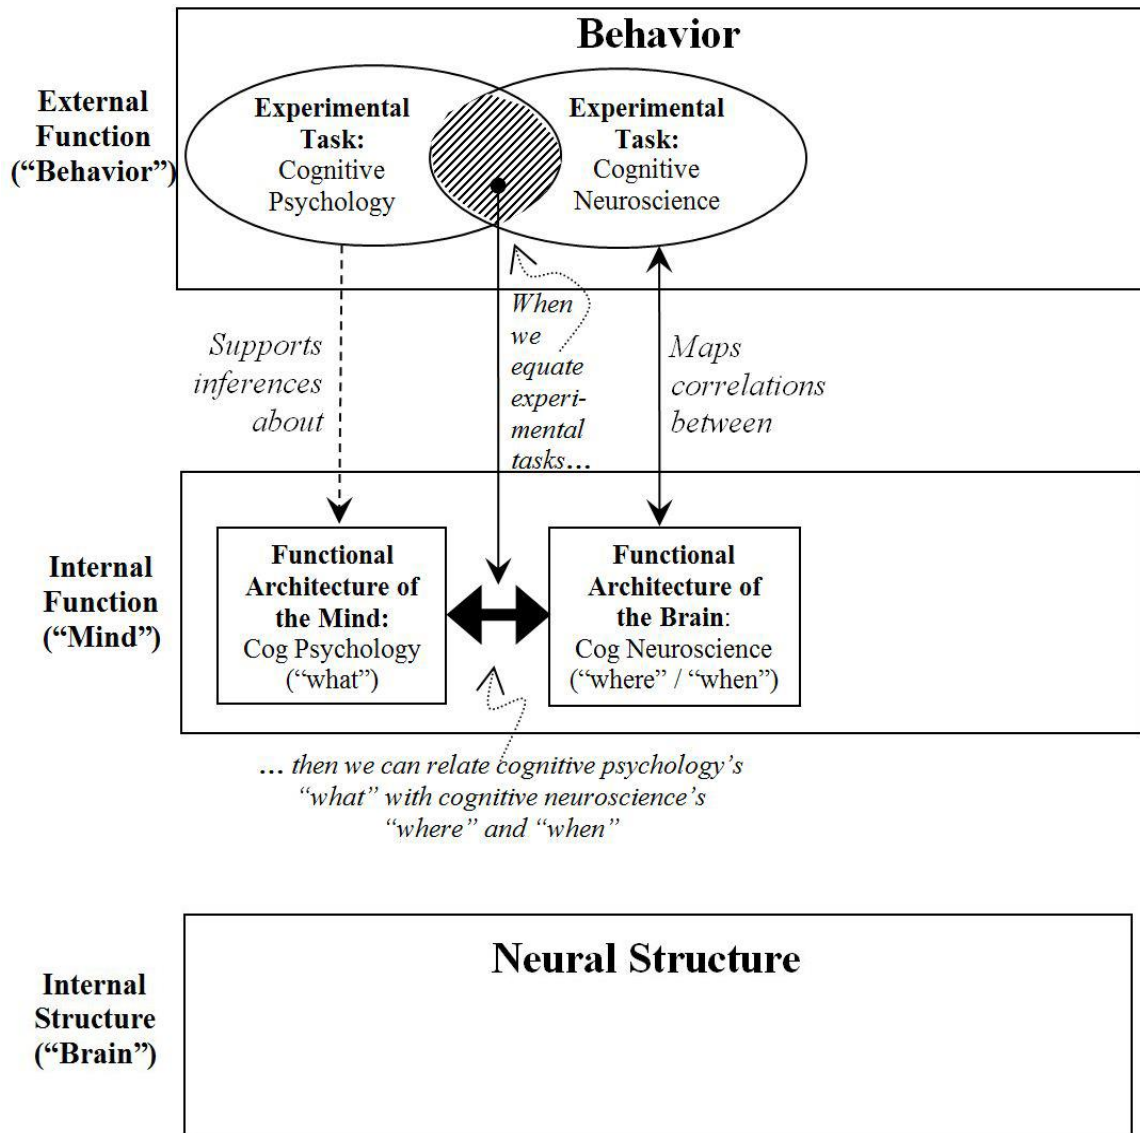 Behavior
External
Function
(“Behavior”)
Experimental
Task:
Cognitive
Psychology
Experimental
Task:
Cognitive
Neuroscience
Supports
inferences
about
When
we
equate
experi-
mental
tasks…
Maps
correlations
between
Internal
Function
(“Mind”)
Functional
Architecture of
the Mind:
Cog Psychology
(“what”)
Functional
Architecture of
the Brain:
Cog Neuroscience
(“where” / “when”)
… then we can relate cognitive psychology’s
“what” with cognitive neuroscience’s
“where” and “when”
Neural Structure
Internal
Structure
(“Brain”)